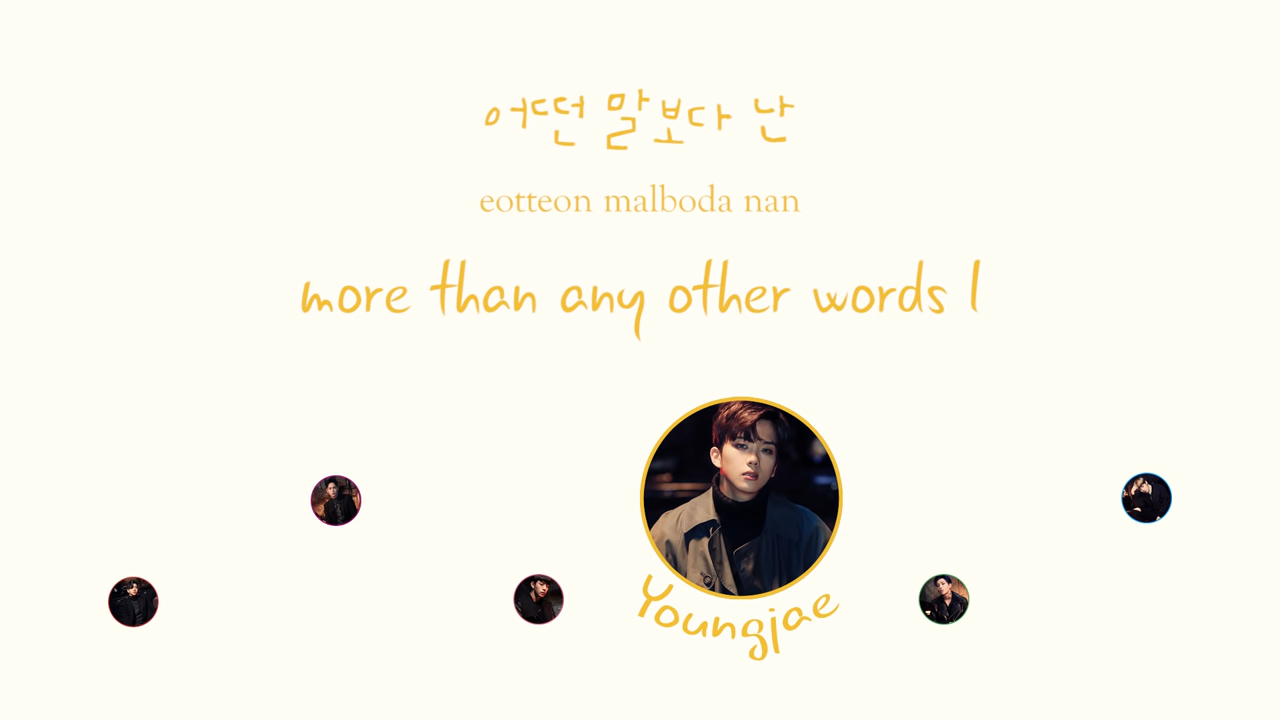 어떤 말보다 난
eotteon malboda nan
more than any other words I
Youngjae